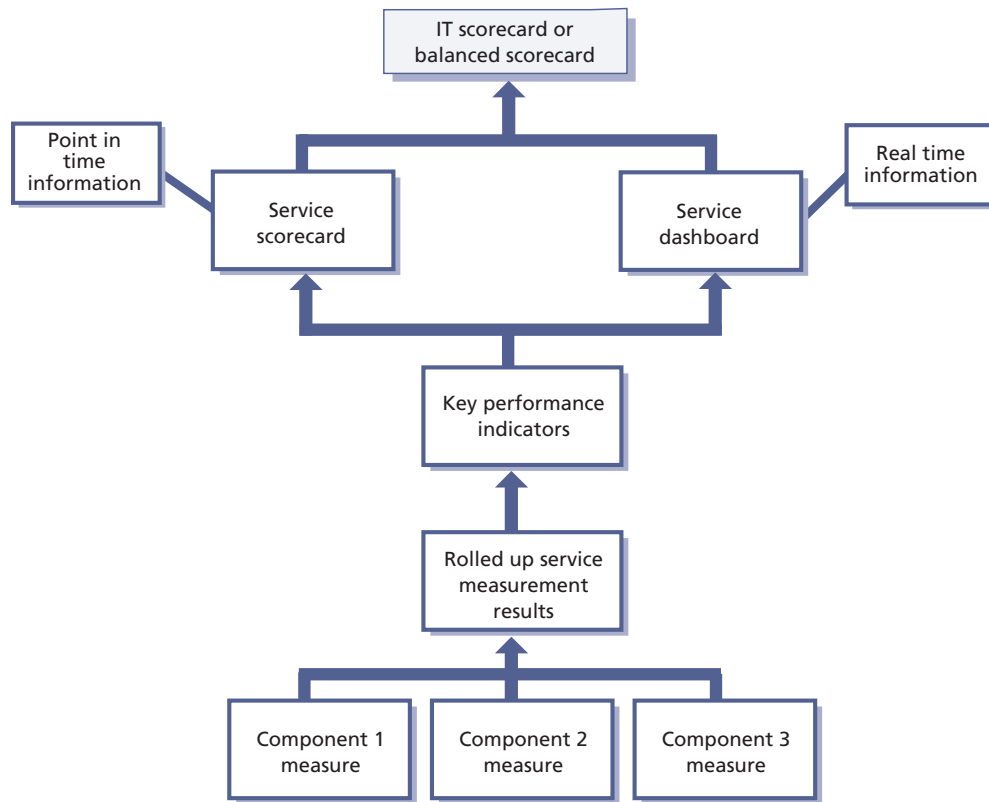 IT scorecard or
balanced scorecard
Point in
time
information
Real time
information
Service
scorecard
Service
dashboard
Key performance
indicators
Rolled up service
measurement
results
Component 1
measure
Component 2
measure
Component 3
measure